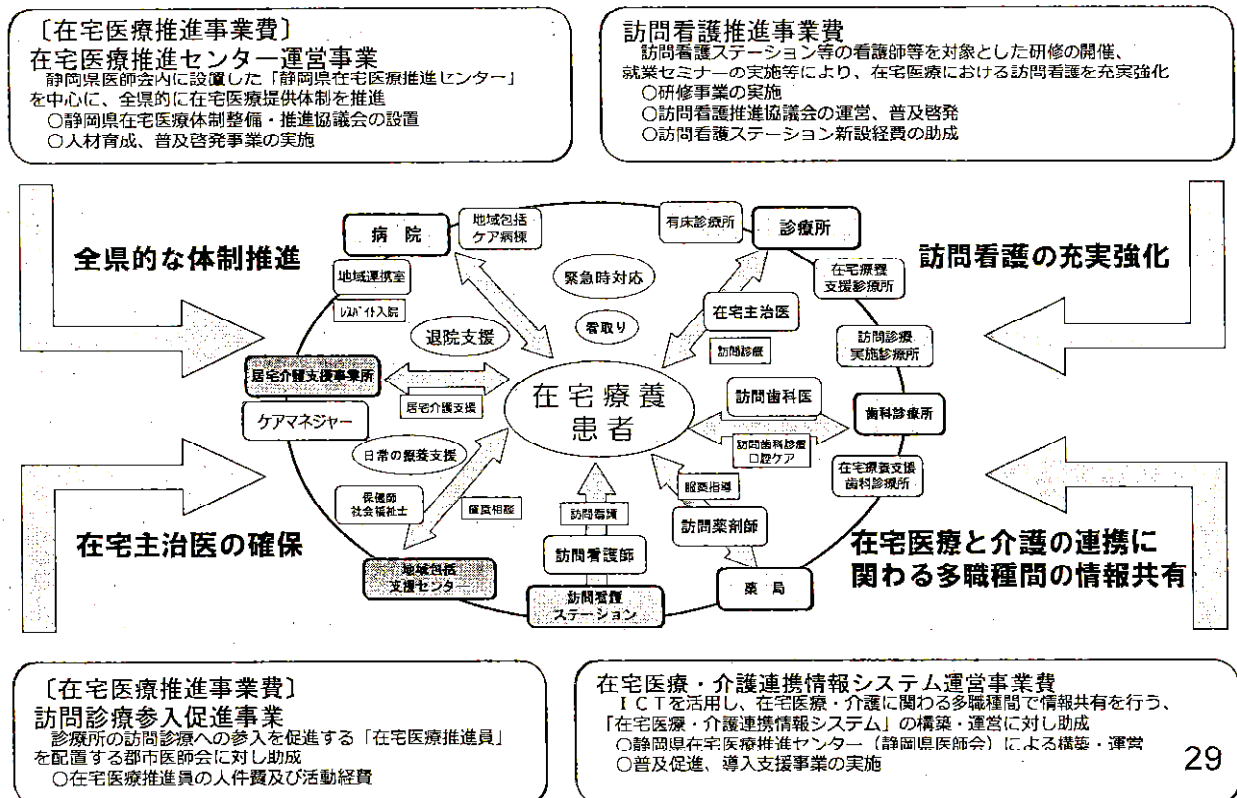 〔在宅医療推進事業費〕
在宅医療推進センター運営事業
静岡県医師会内に設置した「静岡県在宅医療推進センター」
を中心に、全県的に在宅医療提供体制を推進
○静岡県在宅医療体制整備・推進協議会の設置
○人材育成、普及啓発事業の実施
訪問看護推進事業費
訪問看護ステーション等の看護師等を対象とした研修の開催、
就業セミナーの実施等により、在宅医療における訪問看護を充実強化
○研修事業の実施
○訪問看護推進協議会の運営、普及啓発
○訪問看護ステーション新設経費の助成
全県的な体制推進
訪問看護の充実強化
病院
地域包括
ケア病棟
有床診療所
診療所
地域連携室
レスパイト入院
緊急時対応
看取り
退院支援
在宅主治医
訪問診療
在宅療養
支援診療所
訪問診療
実施診療所
居宅介護支援事業所
ケアマネジャー
居宅介護支援
在宅療養
患者
訪問歯科医
訪問歯科診療
口腔ケア
歯科診療所
在宅療養支援
歯科診療所
日常の療養支援
保健師
社会福祉士
地域包括
支援センタ
訪問看護
訪問看護師
訪問看護
ステーション
服薬指導
訪問薬剤師
薬局
在宅主治医の確保
在宅医療と介護の連携に
関わる多職種間の情報共有
〔在宅医療推進事業費〕
訪問診療参入促進事業
診療所の訪問診療への参入を促進する「在宅医療推進員」
を配置する郡市医師会に対し助成
○在宅医療推進員の人件費及び活動経費
在宅医療・介護連携情報システム運営事業費
ＩＣＴを活用し、在宅医療・介護に関わる多職種間で情報共有を行う、
「在宅医療・介護連携情報システム」の構築・運営に対し助成
○静岡県在宅医療推進センター（静岡県医師会）による構築・運営
○普及促進、導入支援事業の実施
29